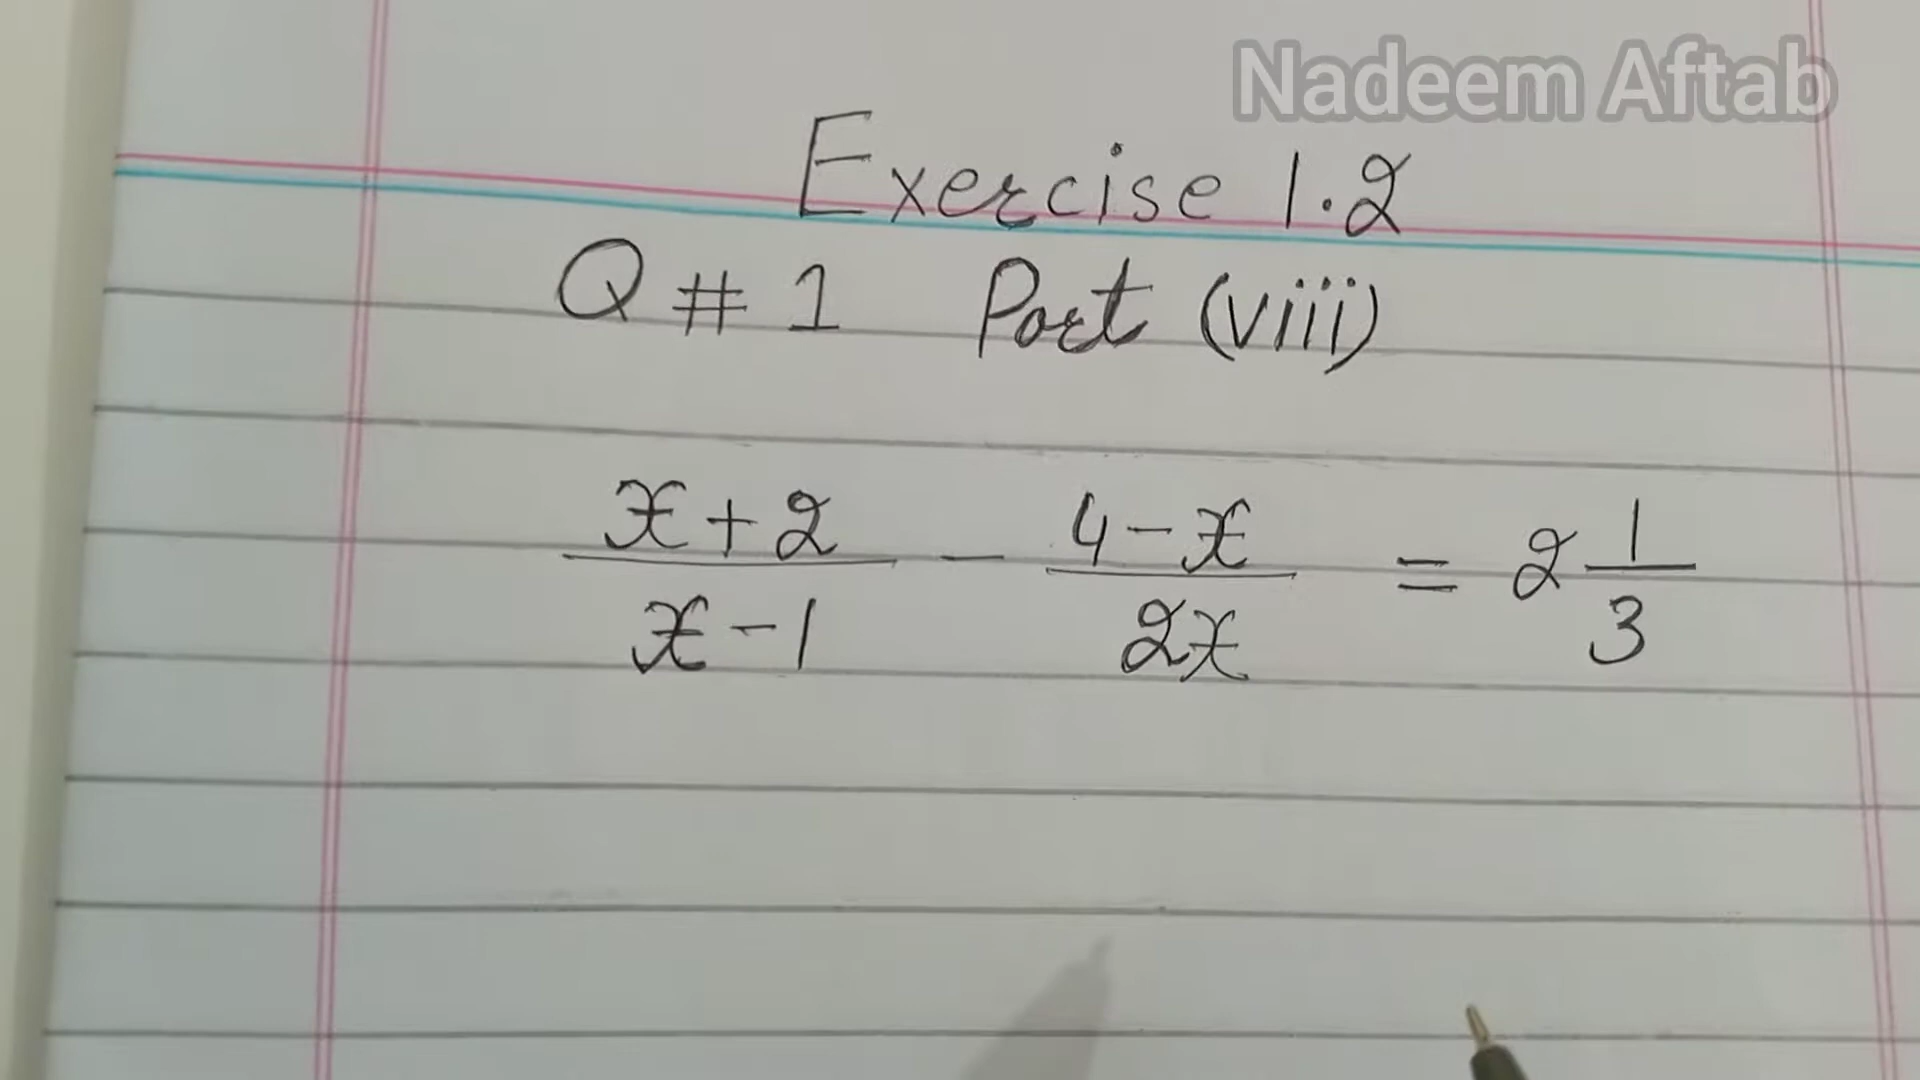 Nadeem Aftab
Exercise 1.2
Q # 1 Part (viii)
x+2 / x-1 - 4-x / 2x = 2 1/3